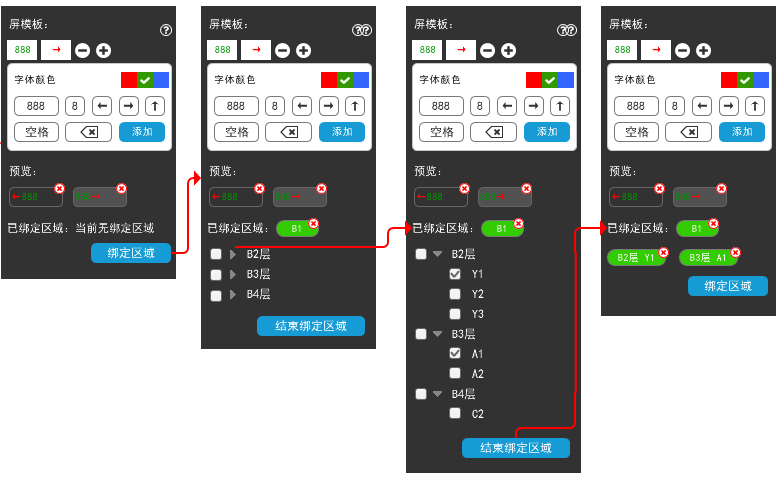 屏模板:
?
888 → − +
字体颜色
888 8 ← → ↑
空格 添加
预览:
←888
888←
已绑定区域: 当前无绑定区域
绑定区域
屏模板:
??
888 → − +
字体颜色
888 8 ← → ↑
空格 添加
预览:
←888
已绑定区域: B1
B2层
B3层
B4层
结束绑定区域
屏模板:
??
888 → − +
字体颜色
888 8 ← → ↑
空格 添加
预览:
←888
已绑定区域: B1
B2层
Y1
Y2
Y3
B3层
A1
A2
B4层
C2
结束绑定区域
屏模板:
??
888 → − +
字体颜色
888 8 ← → ↑
空格 添加
预览:
←888
已绑定区域: B1
B2层 Y1 B3层 A1
绑定区域